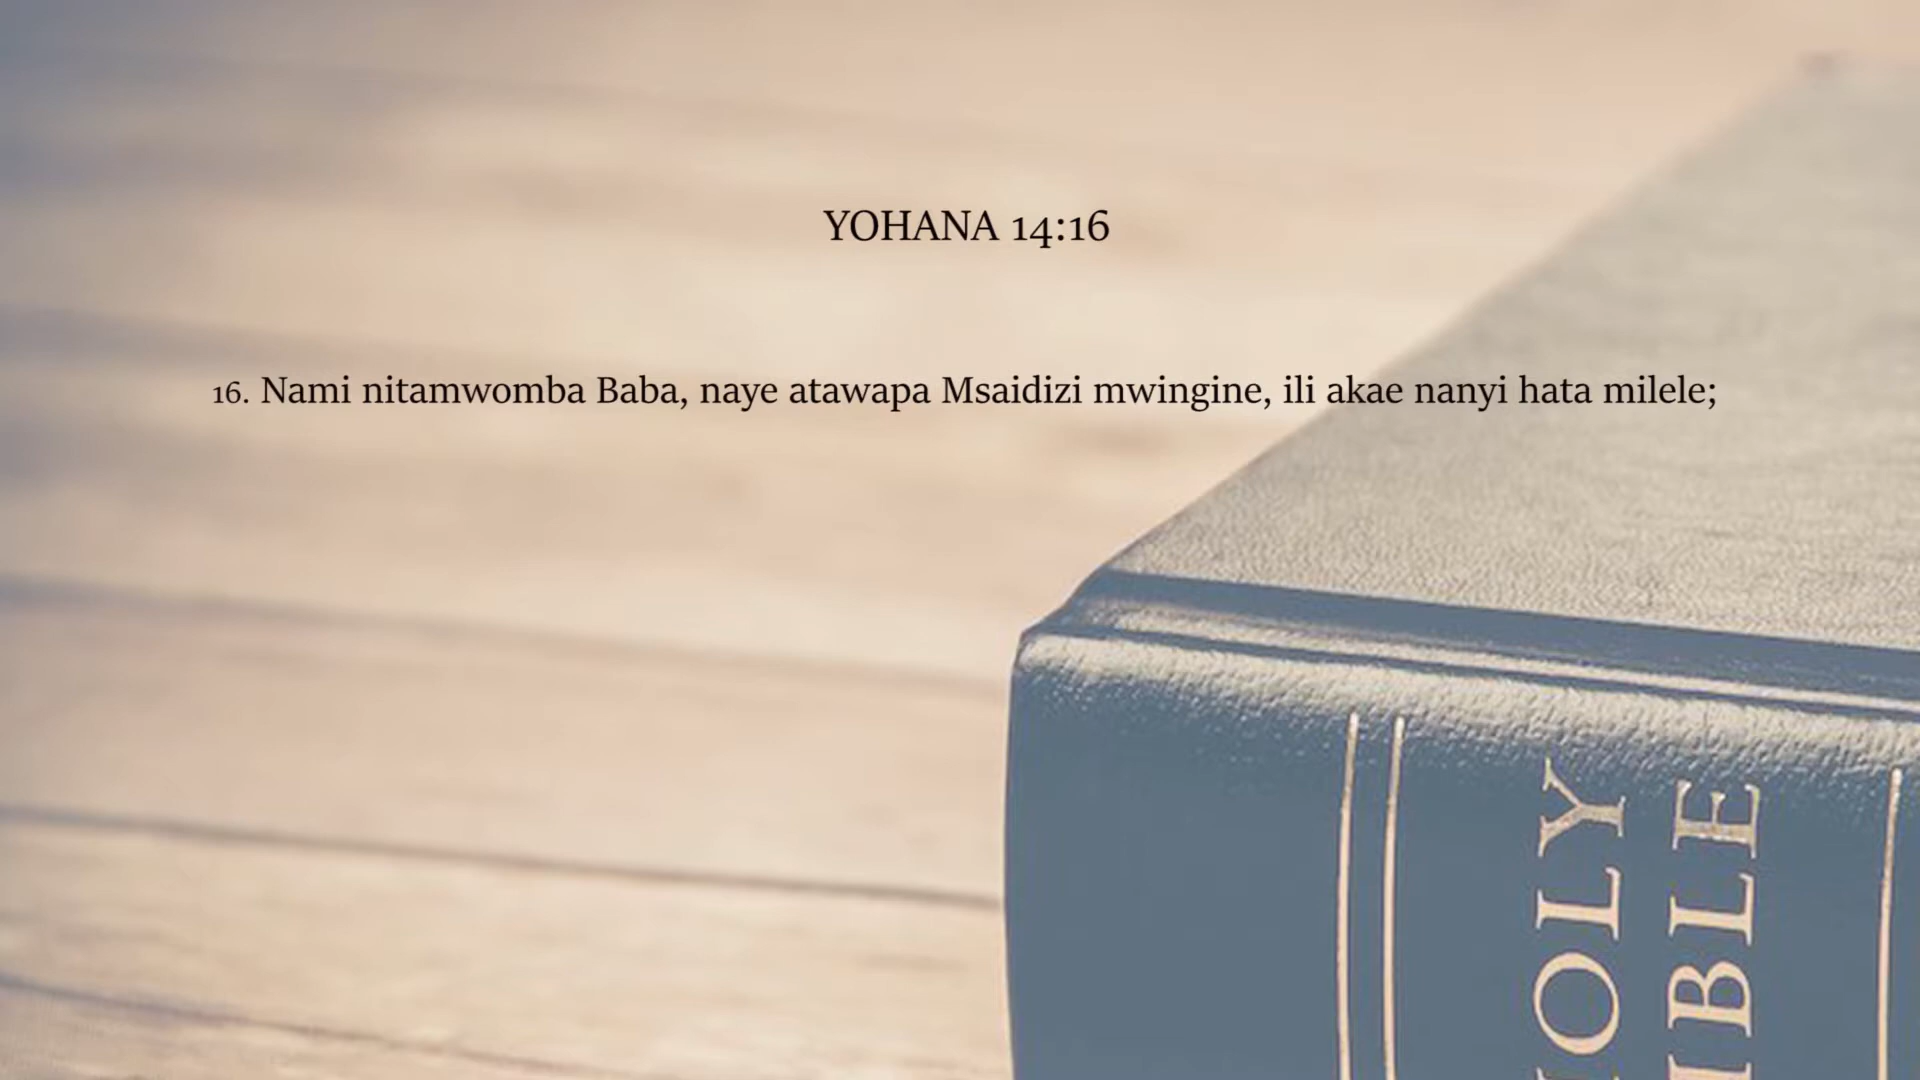 YOHANA 14:16
16. Nami nitamwomba Baba, naye atawapa Msaidizi mwingine, ili akae nanyi hata milele;
OLY
IBLE